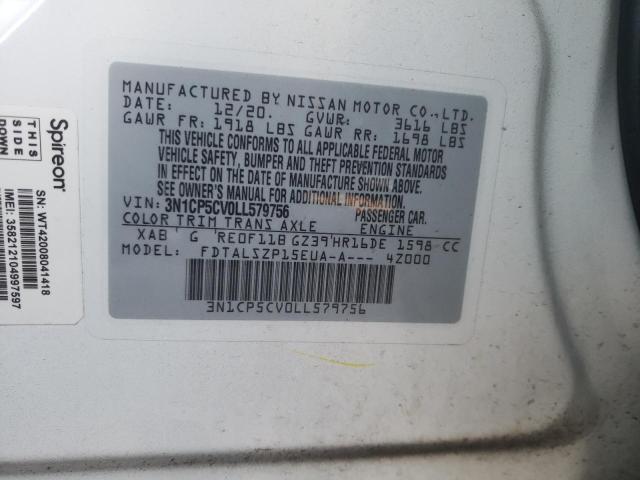 MANUFACTURED BY NISSAN MOTOR CO., LTD.
DATE: 12/20. GVWR: 3616 LBS
GAWR FR: 1918 LBS GAWR RR: 1698 LBS
THIS VEHICLE CONFORMS TO ALL APPLICABLE FEDERAL MOTOR
VEHICLE SAFETY, BUMPER AND THEFT PREVENTION STANDARDS
IN EFFECT ON THE DATE OF MANUFACTURE SHOWN ABOVE.
SEE OWNER'S MANUAL FOR ADDITIONAL INFORMATION
VIN: 3N1CP5CV0LL579756 PASSENGER CAR.
COLOR TRIM TRANS AXLE ENGINE
XAB G RE0F11B GZ39 HR16DE 1598 CC
FDTALSZP15EUA-A--- 4Z000
3N1CP5CV0LL579756
Spireon
THIS
SIDE
DOWN
SN: WT42208041418
IMEI: 358212104997697